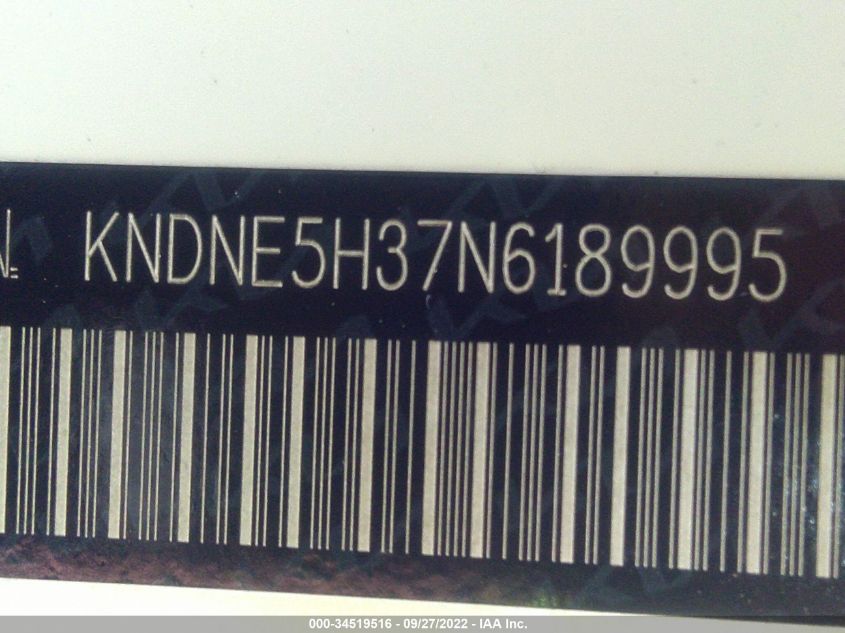 KNDNE5H37N6189995
000-34519516 - 09/27/2022 - IAA Inc.